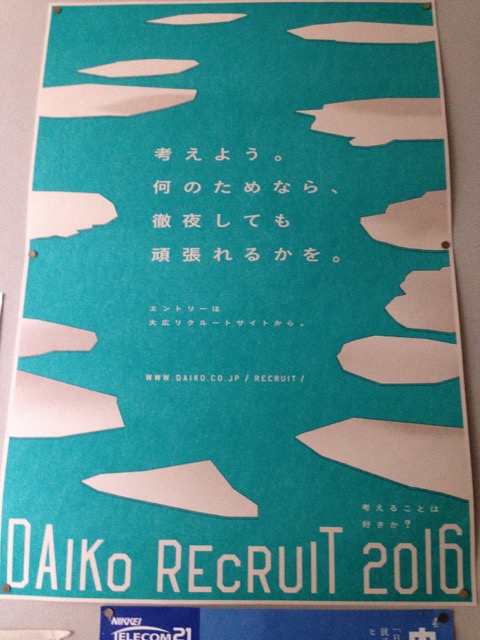 考えよう。
何のためなら、
徹夜しても
頑張れるかを。
エントリーは
大広リクルートサイトから。
WWW.DAIKO.CO.JP / RECRUIT /
考えることは
好きか？
DAIKO RECRUIT 2016
NIKKEI
TELECOM21